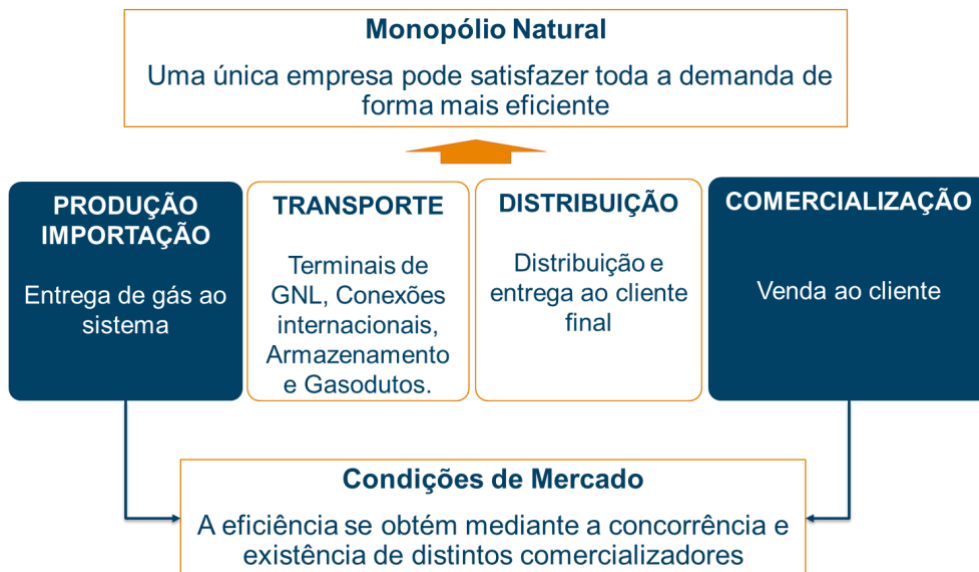 Monopólio Natural
Uma única empresa pode satisfazer toda a demanda de
forma mais eficiente
PRODUÇÃO
IMPORTAÇÃO
Entrega de gás ao
sistema
TRANSPORTE
Terminais de
GNL, Conexões
internacionais,
Armazenamento
e Gasodutos.
DISTRIBUIÇÃO
Distribuição e
entrega ao cliente
final
COMERCIALIZAÇÃO
Venda ao cliente
Condições de Mercado
A eficiência se obtém mediante a concorrência e
existência de distintos comercializadores